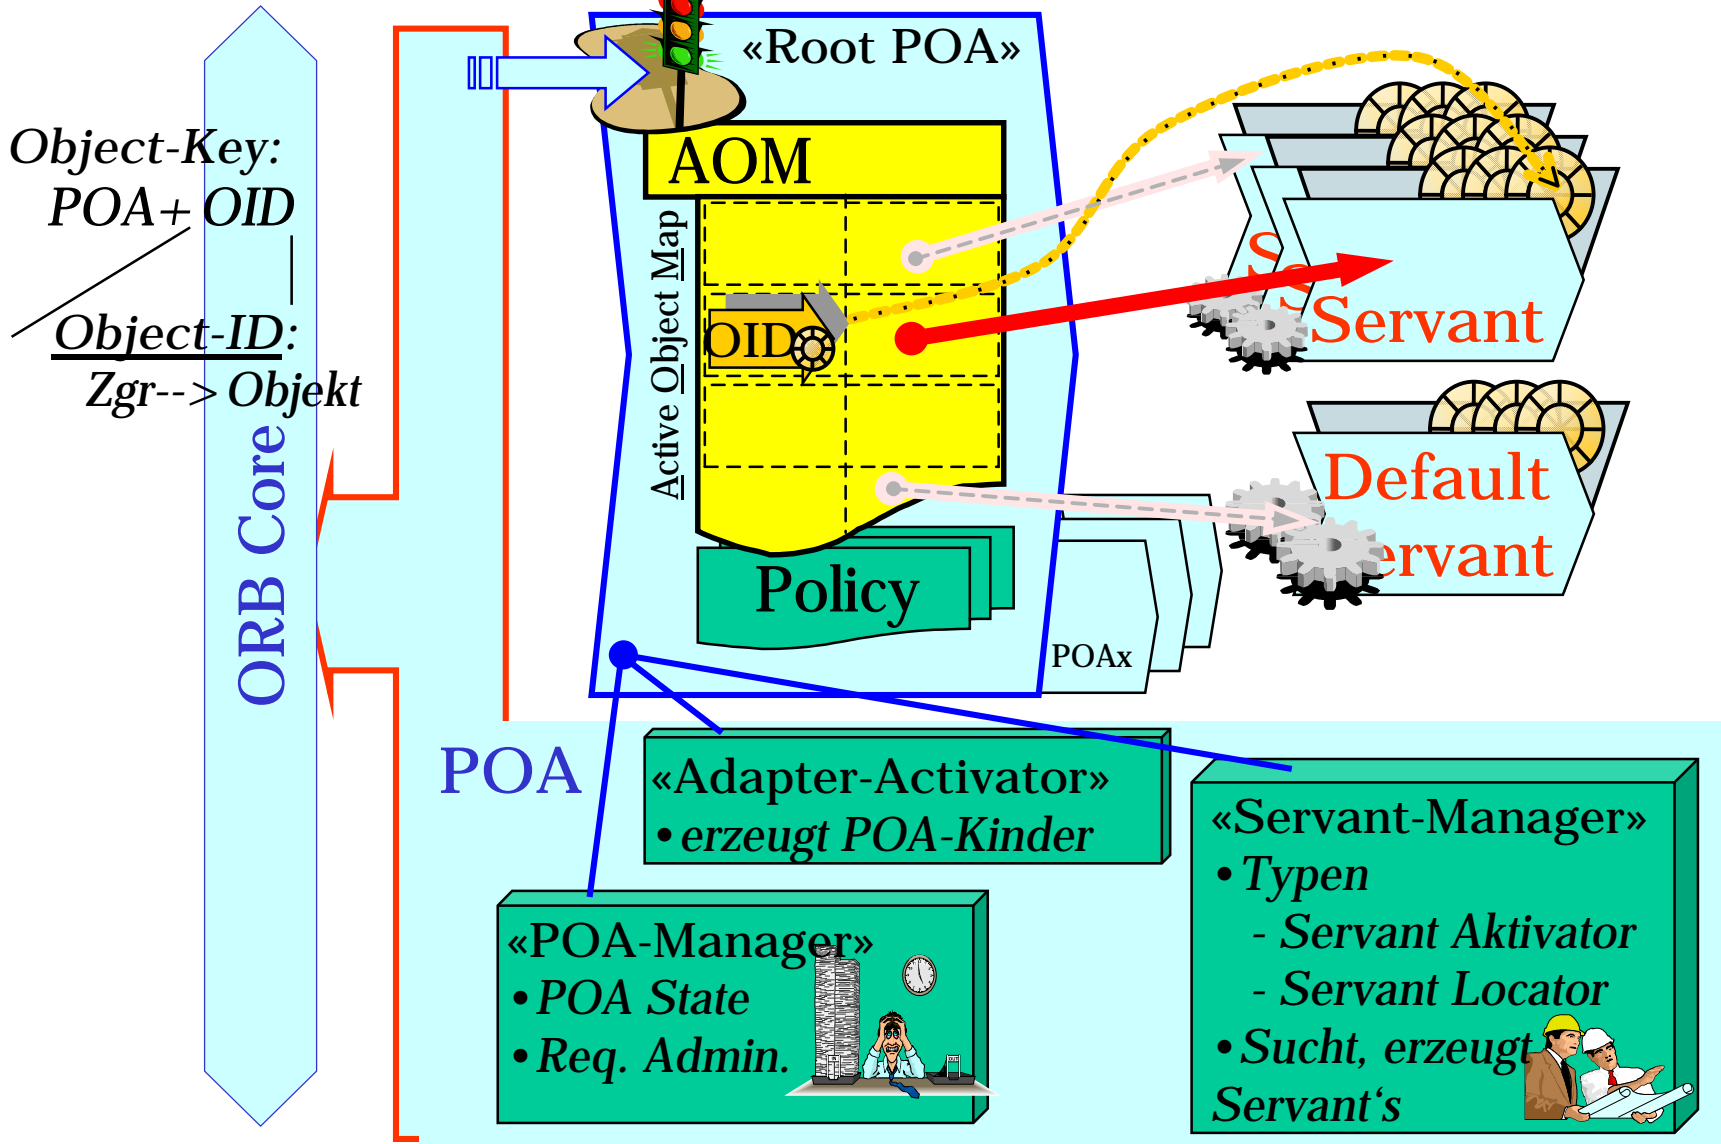 «Root POA»
Object-Key:
POA+ OID
Object-ID:
Zgr--> Objekt
ORB Core
AOM
Active Object Map
OID
S
S
Servant
Default
Servant
Policy
POAx
POA
«Adapter-Activator»
• erzeugt POA-Kinder
«POA-Manager»
• POA State
• Req. Admin.
«Servant-Manager»
• Typen
- Servant Aktivator
- Servant Locator
• Sucht, erzeugt
Servant‘s